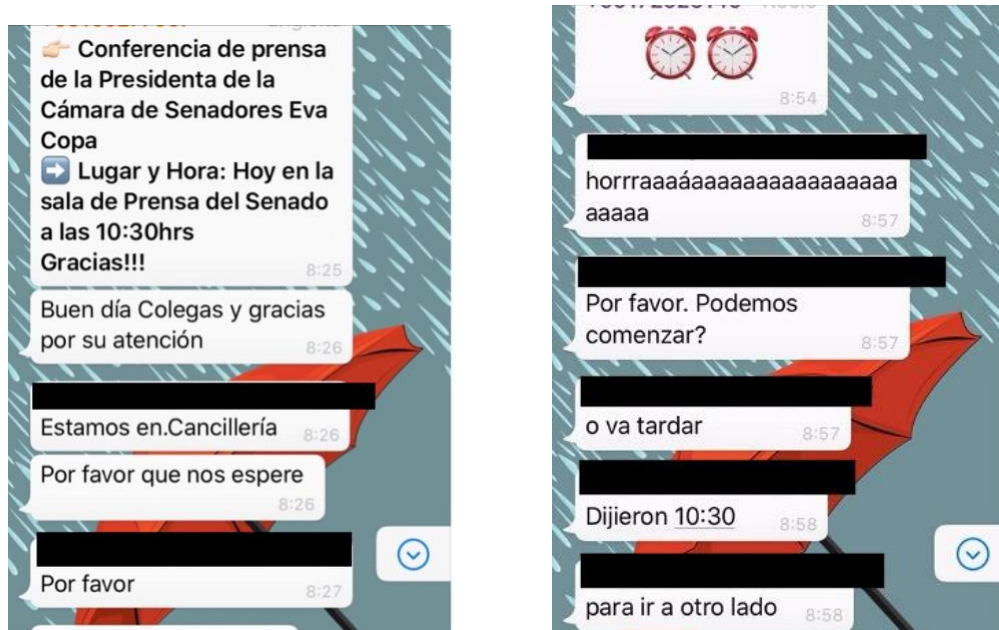 👉 Conferencia de prensa
de la Presidenta de la
Cámara de Senadores Eva
Copa
➡️ Lugar y Hora: Hoy en la
sala de Prensa del Senado
a las 10:30hrs
Gracias!!!
8:25
Buen día Colegas y gracias
por su atención
8:26
Estamos en.Cancillería
8:26
Por favor que nos espere
8:26
Por favor
8:27
⏰⏰
8:54
horrraaaáaaaaaaaaaaaaaaaaa
aaaaa
8:57
Por favor. Podemos
comenzar?
8:57
o va tardar
8:57
Dijieron 10:30
8:58
para ir a otro lado
8:58